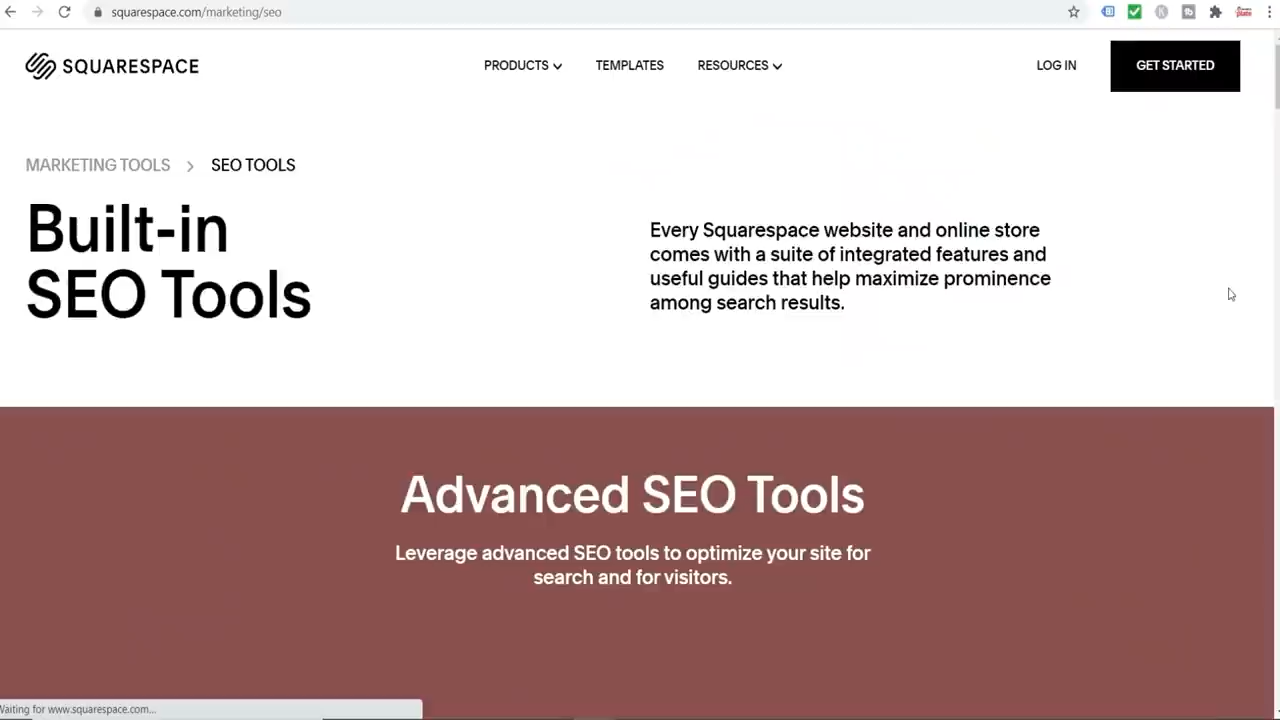 squarespace.com/marketing/seo
SQUARESPACE
PRODUCTS
TEMPLATES
RESOURCES
LOG IN
GET STARTED
MARKETING TOOLS
SEO TOOLS
Built-in
SEO Tools
Every Squarespace website and online store
comes with a suite of integrated features and
useful guides that help maximize prominence
among search results.
Advanced SEO Tools
Leverage advanced SEO tools to optimize your site for
search and for visitors.
Waiting for www.squarespace.com...